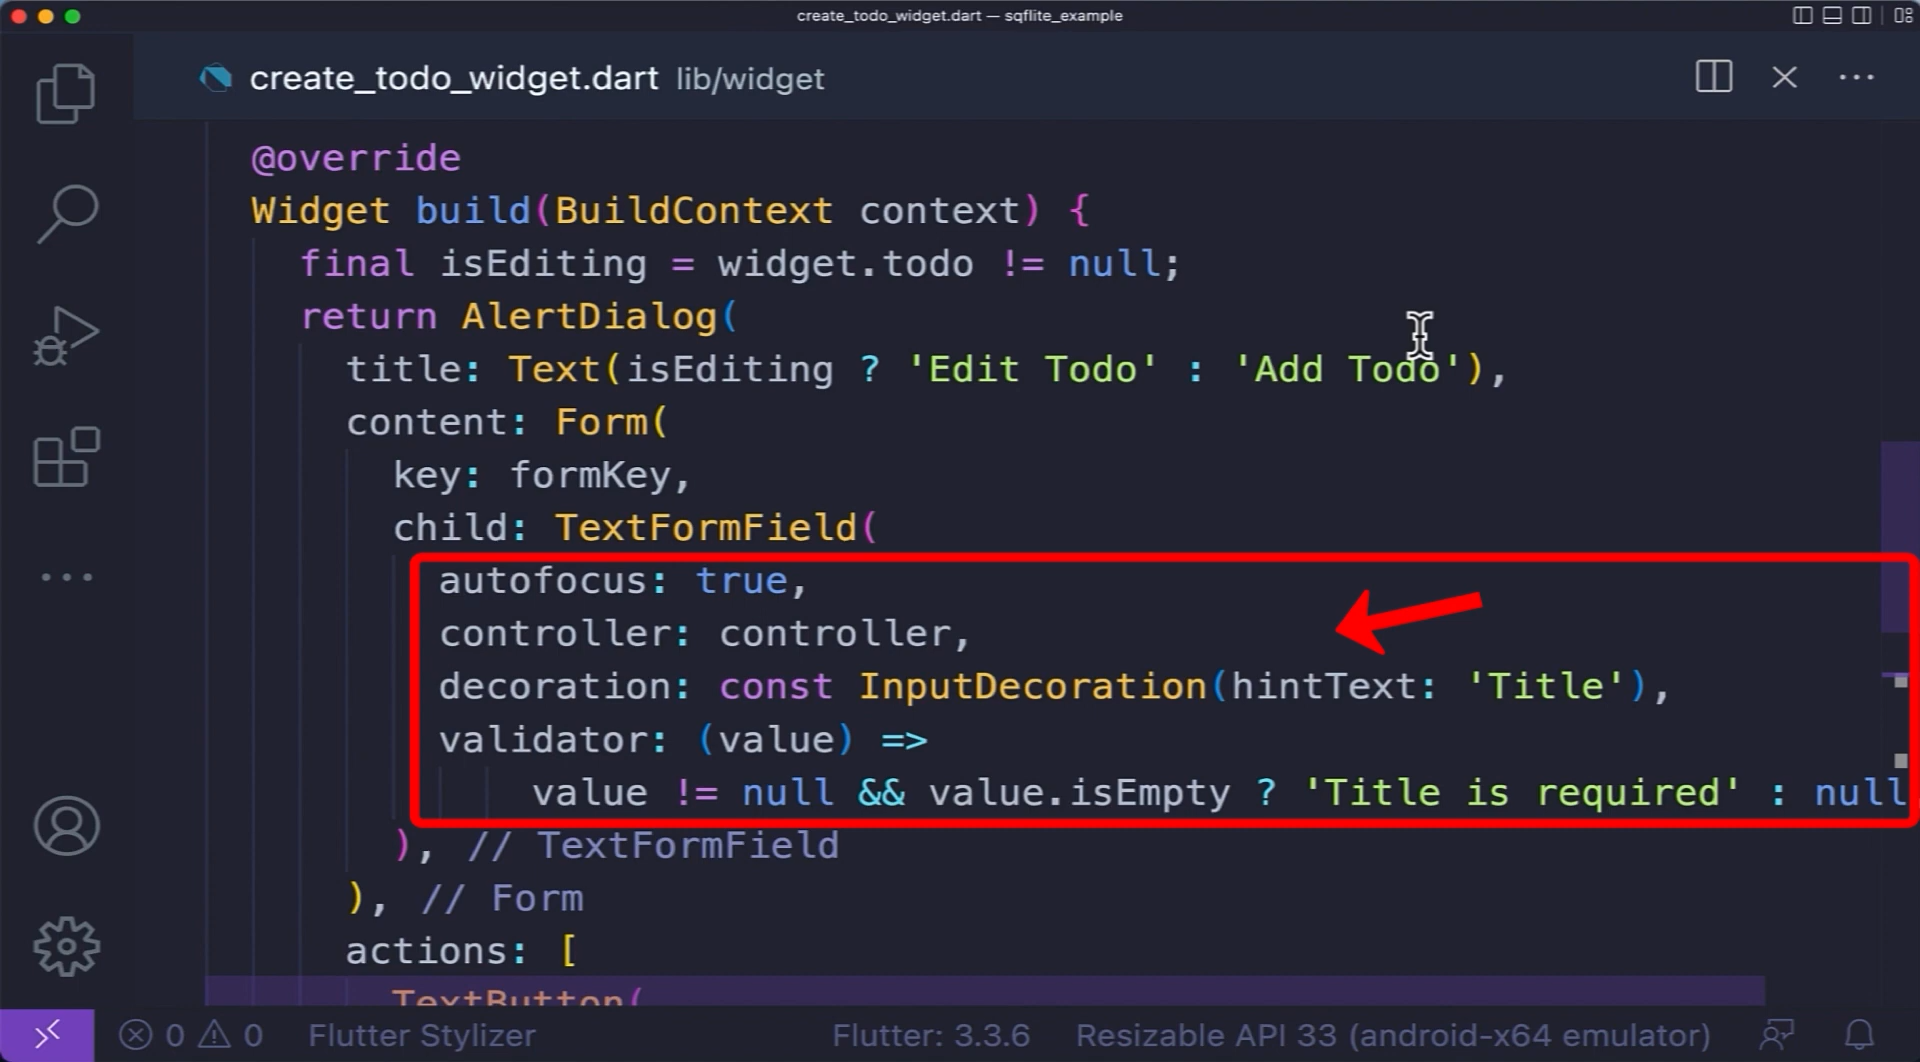 create_todo_widget.dart — sqflite_example
create_todo_widget.dart lib/widget
@override
Widget build(BuildContext context) {
final isEditing = widget.todo != null;
return AlertDialog(
title: Text(isEditing ? 'Edit Todo' : 'Add Todo'),
content: Form(
key: formKey,
child: TextFormField(
autofocus: true,
controller: controller,
decoration: const InputDecoration(hintText: 'Title'),
validator: (value) =>
value != null && value.isEmpty ? 'Title is required' : null
), // TextFormField
), // Form
actions: [
TextButton(
0 0 Flutter Stylizer Flutter: 3.3.6 Resizable API 33 (android-x64 emulator)